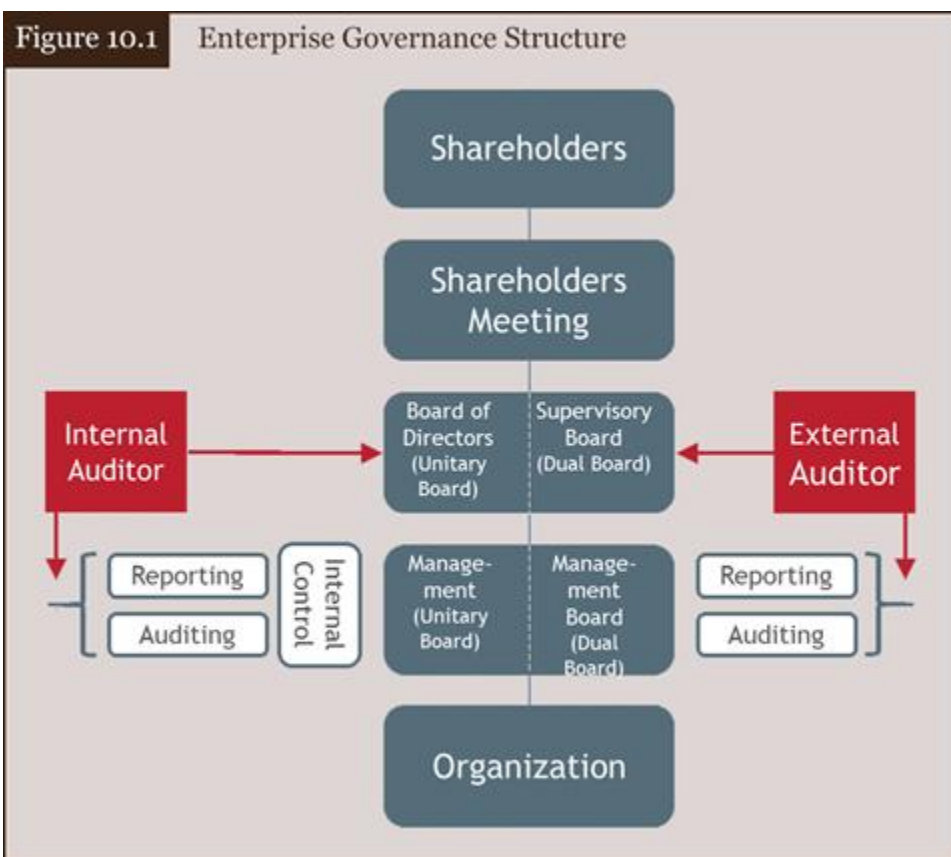 Figure 10.1 Enterprise Governance Structure
Shareholders
Shareholders
Meeting
Internal
Auditor
Board of
Directors
(Unitary
Board)
Supervisory
Board
(Dual Board)
External
Auditor
Reporting
Auditing
Internal
Control
Manage-
ment
(Unitary
Board)
Manage-
ment
Board
(Dual
Board)
Reporting
Auditing
Organization